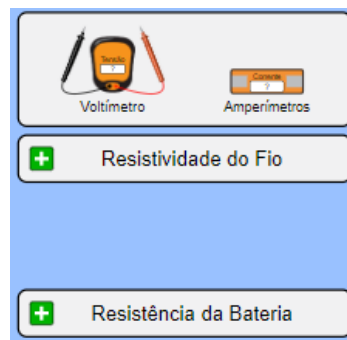 Tensão
?
Corrente
?
Voltímetro Amperímetros
Resistividade do Fio
Resistência da Bateria